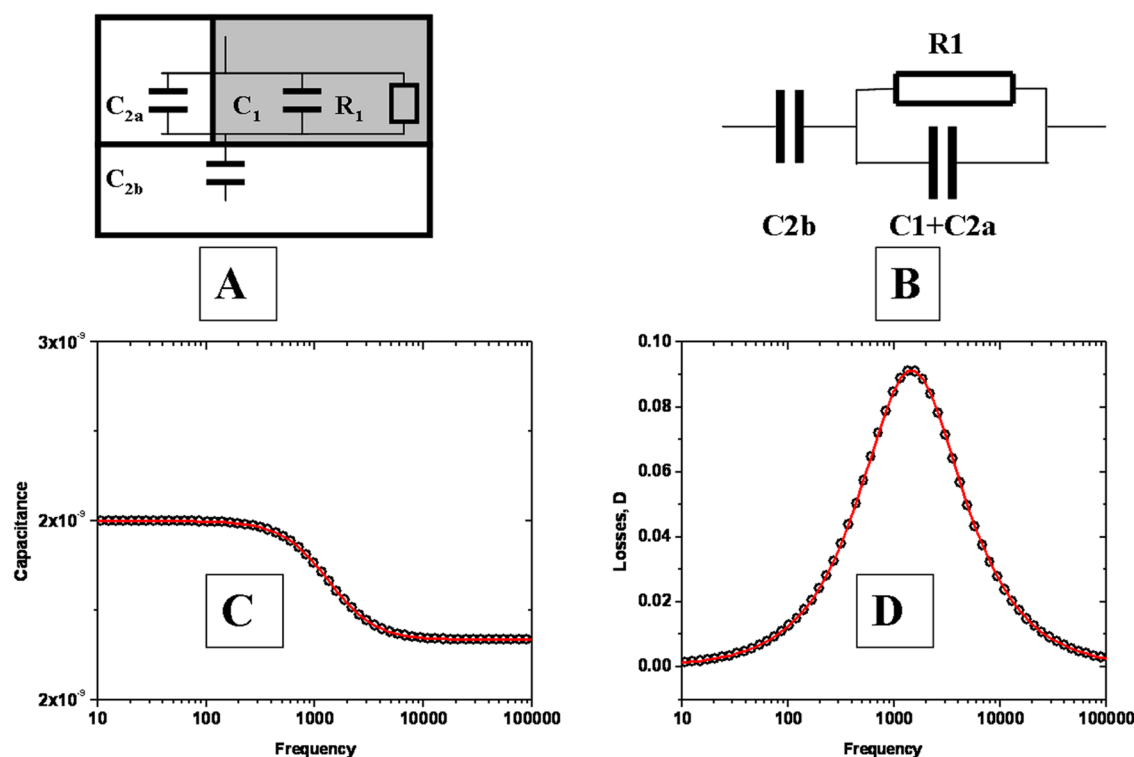 C2a
C1
R1
C2b
A
R1
C2b
C1+C2a
B
3x10-9
2x10-9
2x10-9
Capacitance
10
100
1000
10000
100000
Frequency
C
0.10
0.08
0.06
0.04
0.02
0.00
Losses, D
10
100
1000
10000
100000
Frequency
D